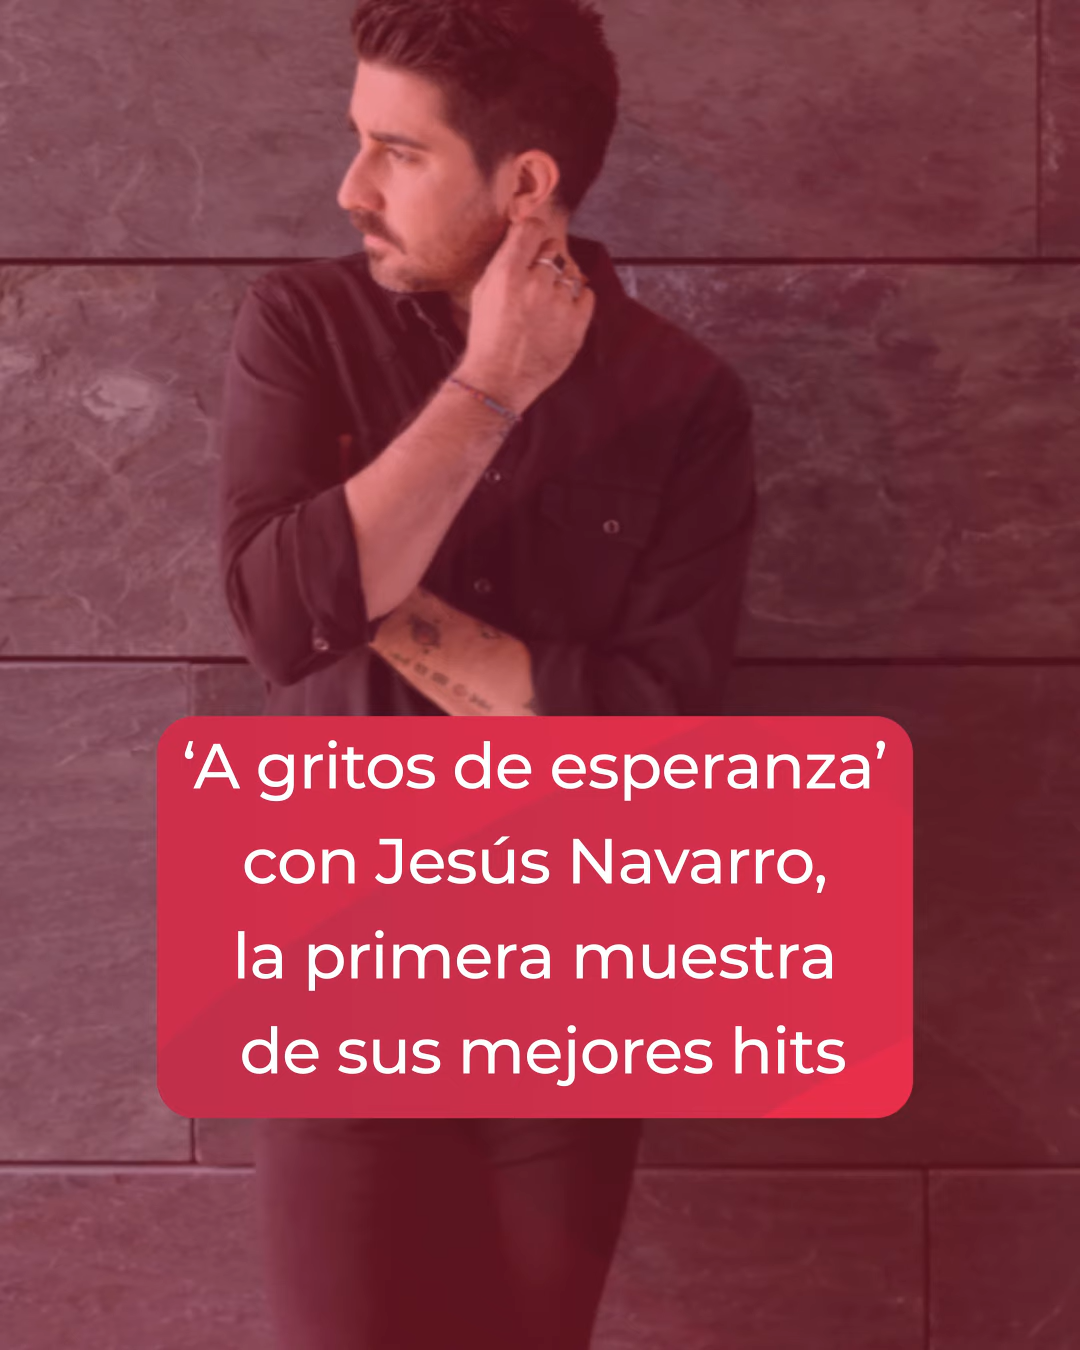 ‘A gritos de esperanza’
con Jesús Navarro,
la primera muestra
de sus mejores hits